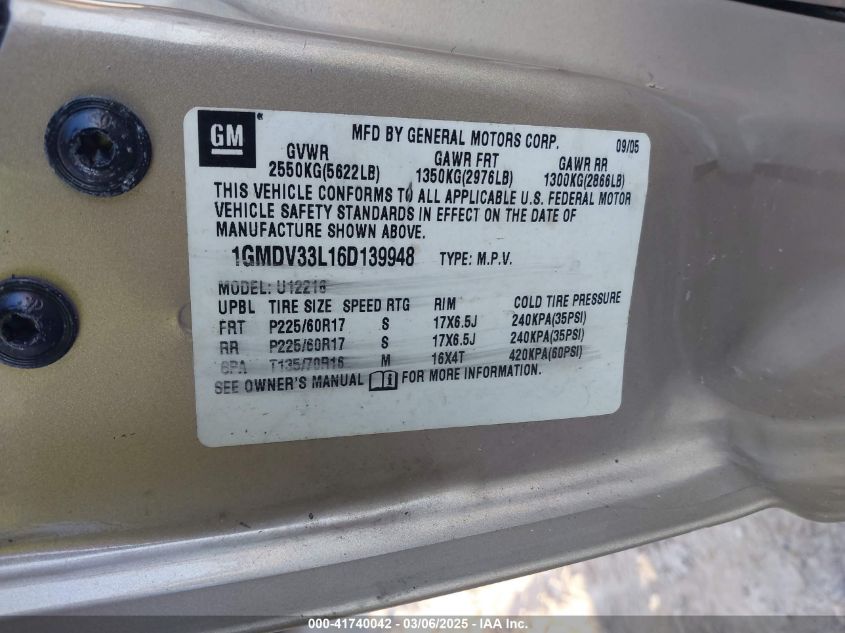 GM®
MFD BY GENERAL MOTORS CORP. 09/05
GVWR GAWR FRT GAWR RR
2550KG(5622LB) 1350KG(2976LB) 1300KG(2866LB)
THIS VEHICLE CONFORMS TO ALL APPLICABLE U.S. FEDERAL MOTOR
VEHICLE SAFETY STANDARDS IN EFFECT ON THE DATE OF
MANUFACTURE SHOWN ABOVE.
1GMDV33L16D139948 TYPE: M.P.V.
MODEL: U12216
UPBL TIRE SIZE SPEED RTG RIM COLD TIRE PRESSURE
FRT P225/60R17 S 17X6.5J 240KPA(35PSI)
RR P225/60R17 S 17X6.5J 240KPA(35PSI)
SPA T135/70R16 M 16X4T 420KPA(60PSI)
SEE OWNER'S MANUAL FOR MORE INFORMATION.
000-41740042 — 03/06/2025 — IAA Inc.